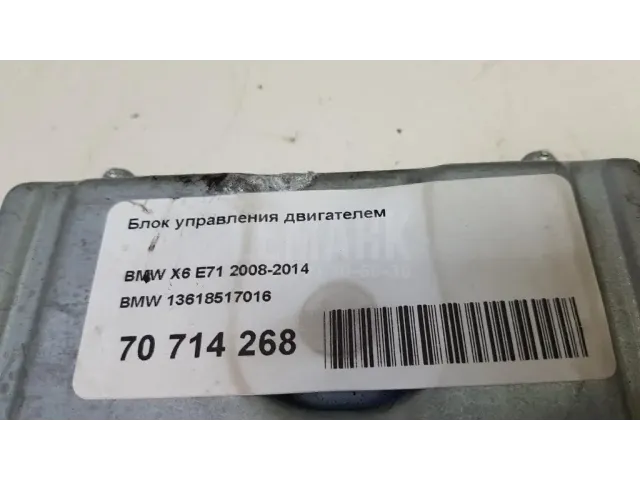 Блок управления двигателем
BMW X6 E71 2008-2014
BMW 13618517016
70 714 268